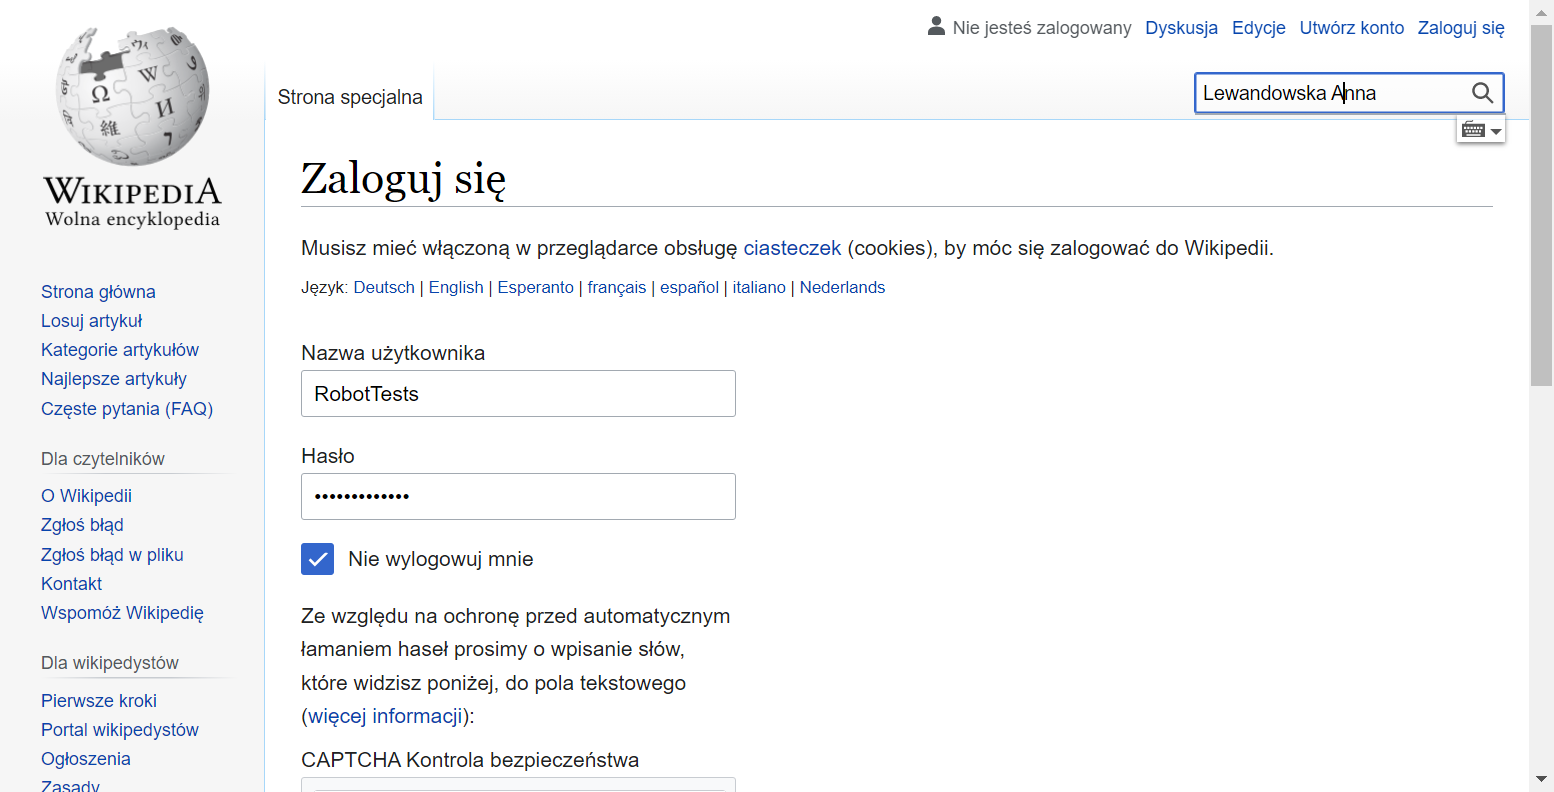 Nie jesteś zalogowany Dyskusja Edycje Utwórz konto Zaloguj się
Strona specjalna
Lewandowska Anna
WIKIPEDIA
Wolna encyklopedia
Strona główna
Losuj artykuł
Kategorie artykułów
Najlepsze artykuły
Częste pytania (FAQ)
Dla czytelników
O Wikipedii
Zgłoś błąd
Zgłoś błąd w pliku
Kontakt
Wspomóż Wikipedię
Dla wikipedystów
Pierwsze kroki
Portal wikipedystów
Ogłoszenia
Zasady
Zaloguj się
Musisz mieć włączoną w przeglądarce obsługę ciasteczek (cookies), by móc się zalogować do Wikipedii.
Język: Deutsch | English | Esperanto | français | español | italiano | Nederlands
Nazwa użytkownika
RobotTests
Hasło
•••••••••••••
Nie wylogowuj mnie
Ze względu na ochronę przed automatycznym
łamaniem haseł prosimy o wpisanie słów,
które widzisz poniżej, do pola tekstowego
(więcej informacji):
CAPTCHA Kontrola bezpieczeństwa